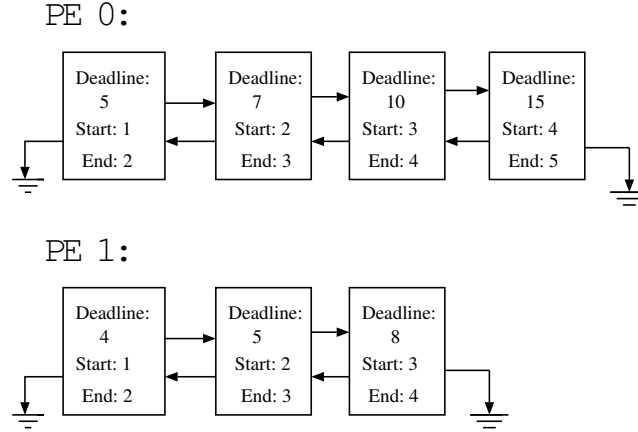 PE 0:
Deadline:
5
Start: 1
End: 2
Deadline:
7
Start: 2
End: 3
Deadline:
10
Start: 3
End: 4
Deadline:
15
Start: 4
End: 5
PE 1:
Deadline:
4
Start: 1
End: 2
Deadline:
5
Start: 2
End: 3
Deadline:
8
Start: 3
End: 4